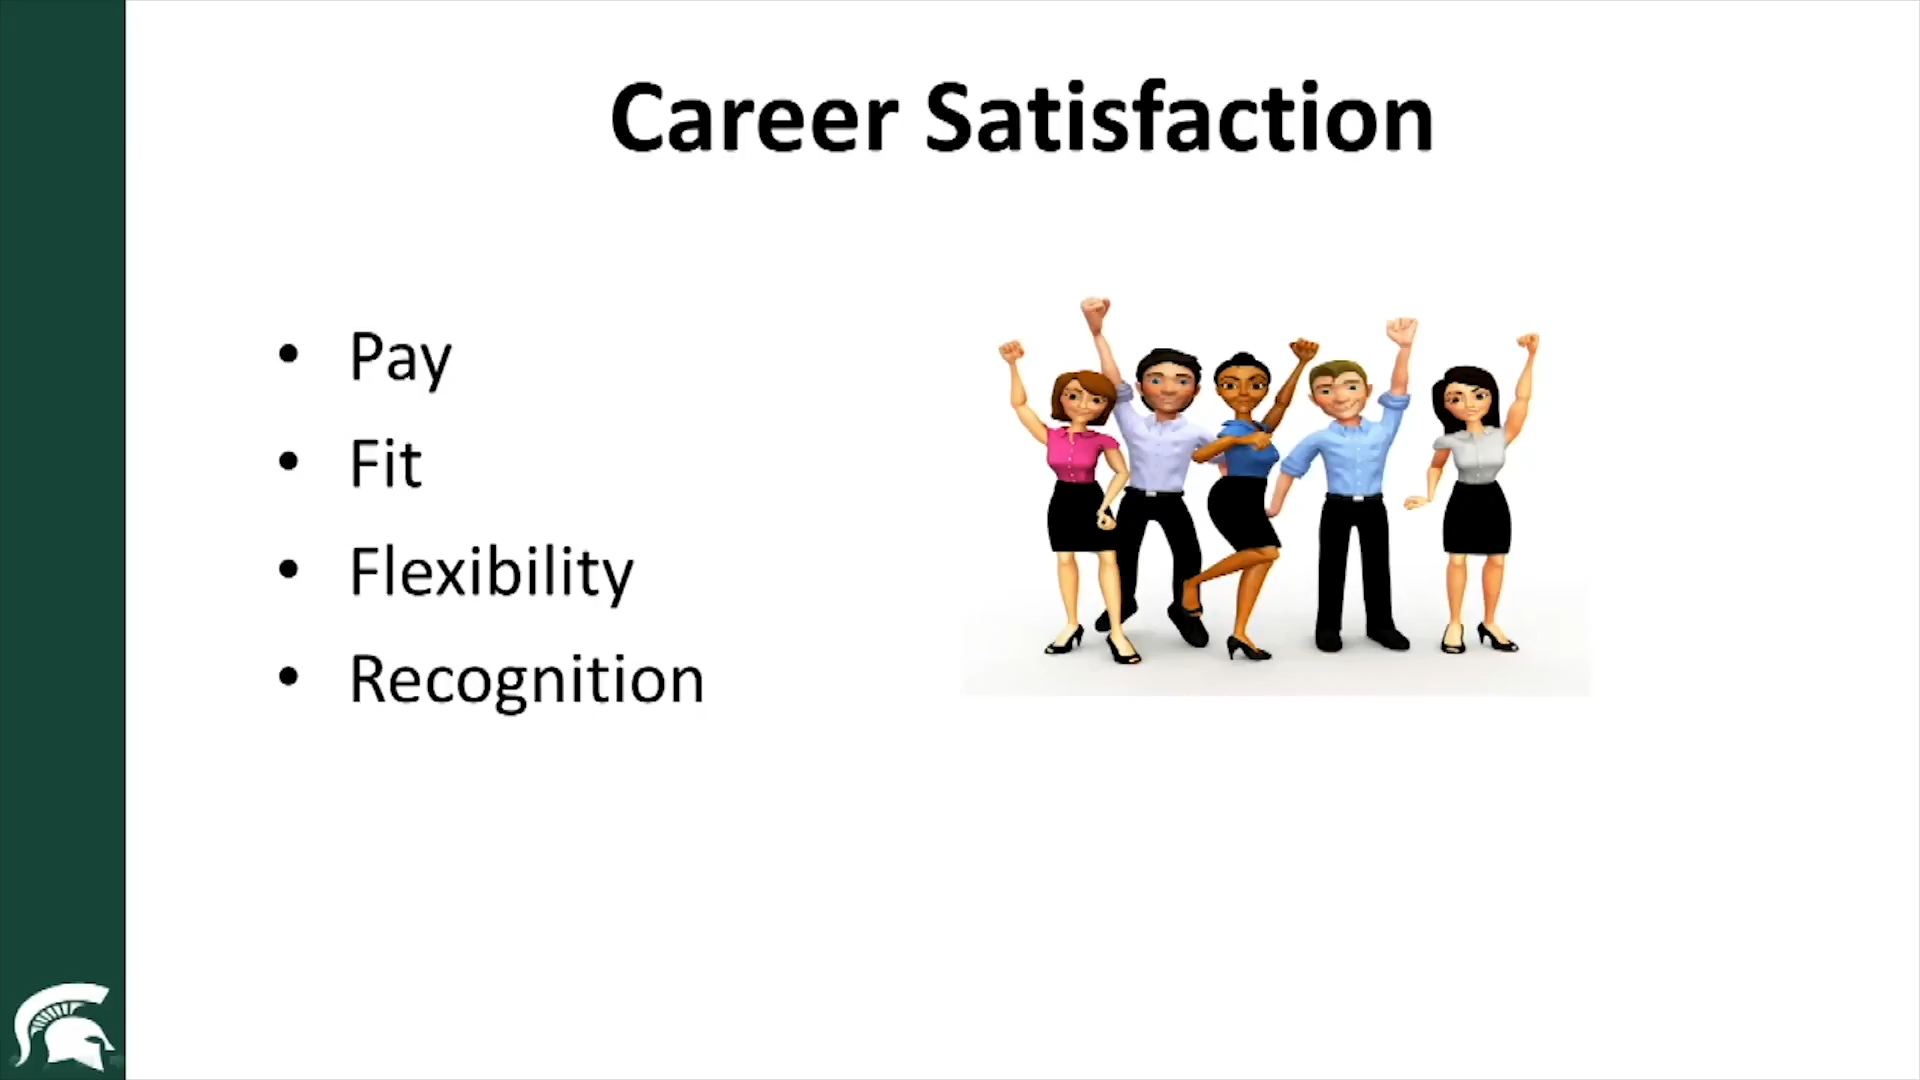 Career Satisfaction
• Pay
• Fit
• Flexibility
• Recognition